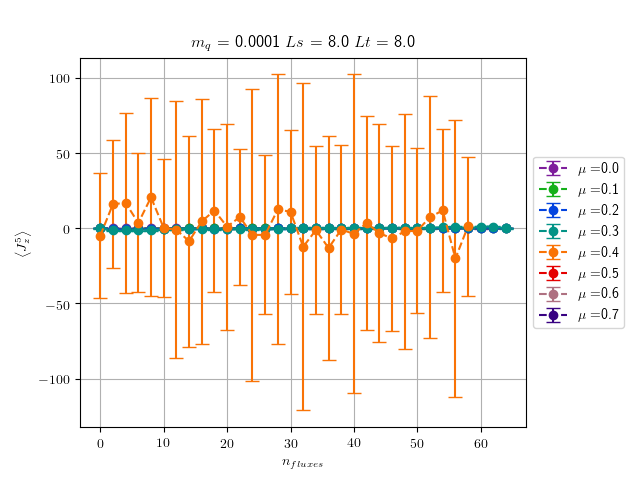 m_q = 0.0001 Ls = 8.0 Lt = 8.0
100
50
0
−50
−100
⟨J_z^5⟩
0 10 20 30 40 50 60
n_{fluxes}
μ =0.0
μ =0.1
μ =0.2
μ =0.3
μ =0.4
μ =0.5
μ =0.6
μ =0.7